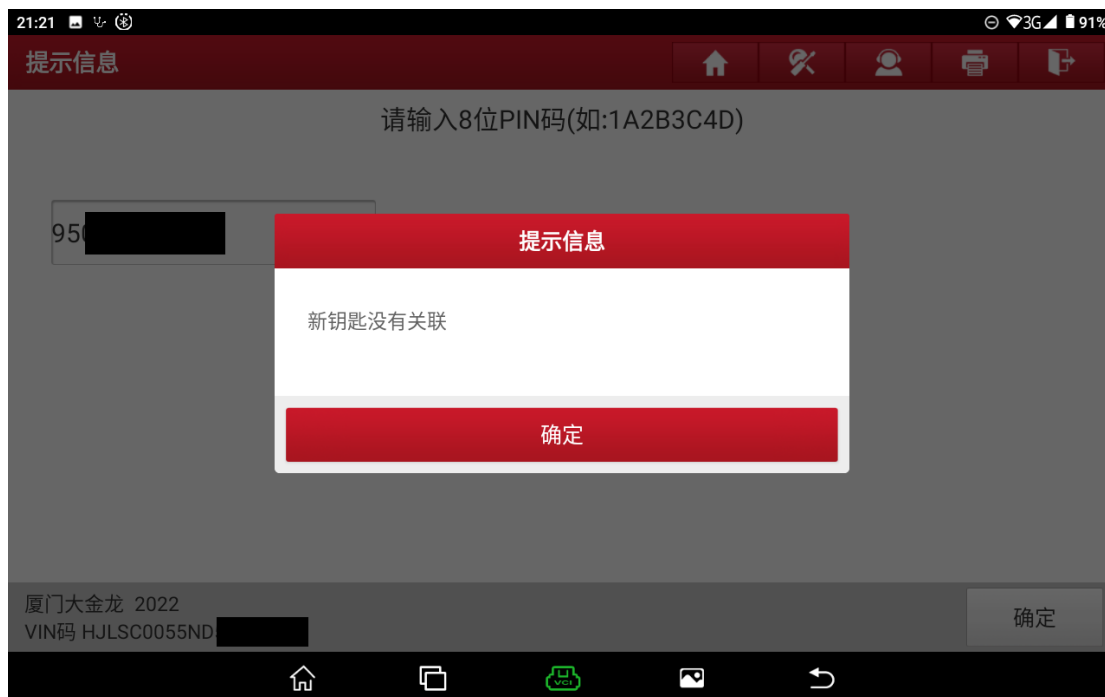 21:21
3G 91%
提示信息
请输入8位PIN码(如:1A2B3C4D)
950
提示信息
新钥匙没有关联
确定
厦门大金龙 2022
VIN码 HJLSC0055ND
确定
VCI